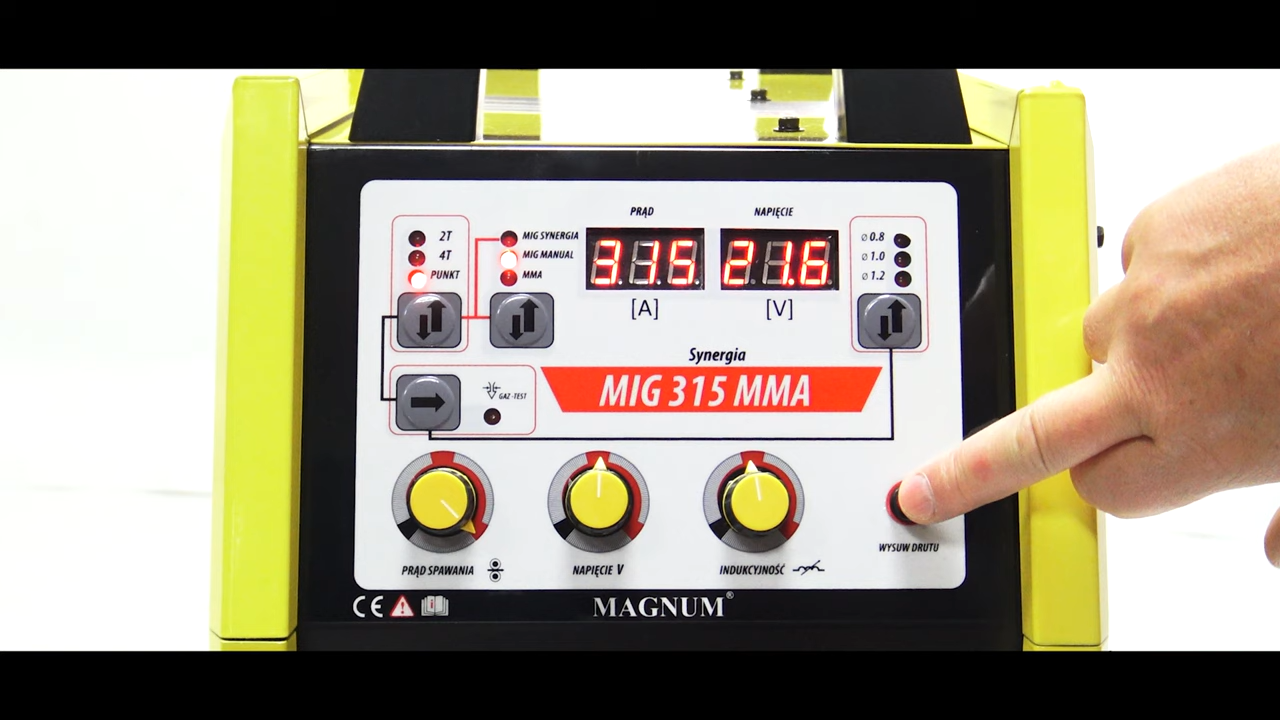 PRĄD
NAPIĘCIE
2T
4T
PUNKT
MIG SYNERGIA
MIG MANUAL
MMA
315
21.6
[A]
[V]
Ø 0.8
Ø 1.0
Ø 1.2
Synergia
MIG 315 MMA
GAZ-TEST
PRĄD SPAWANIA
NAPIĘCIE V
INDUKCYJNOŚĆ
WYSUW DRUTU
CE
MAGNUM®